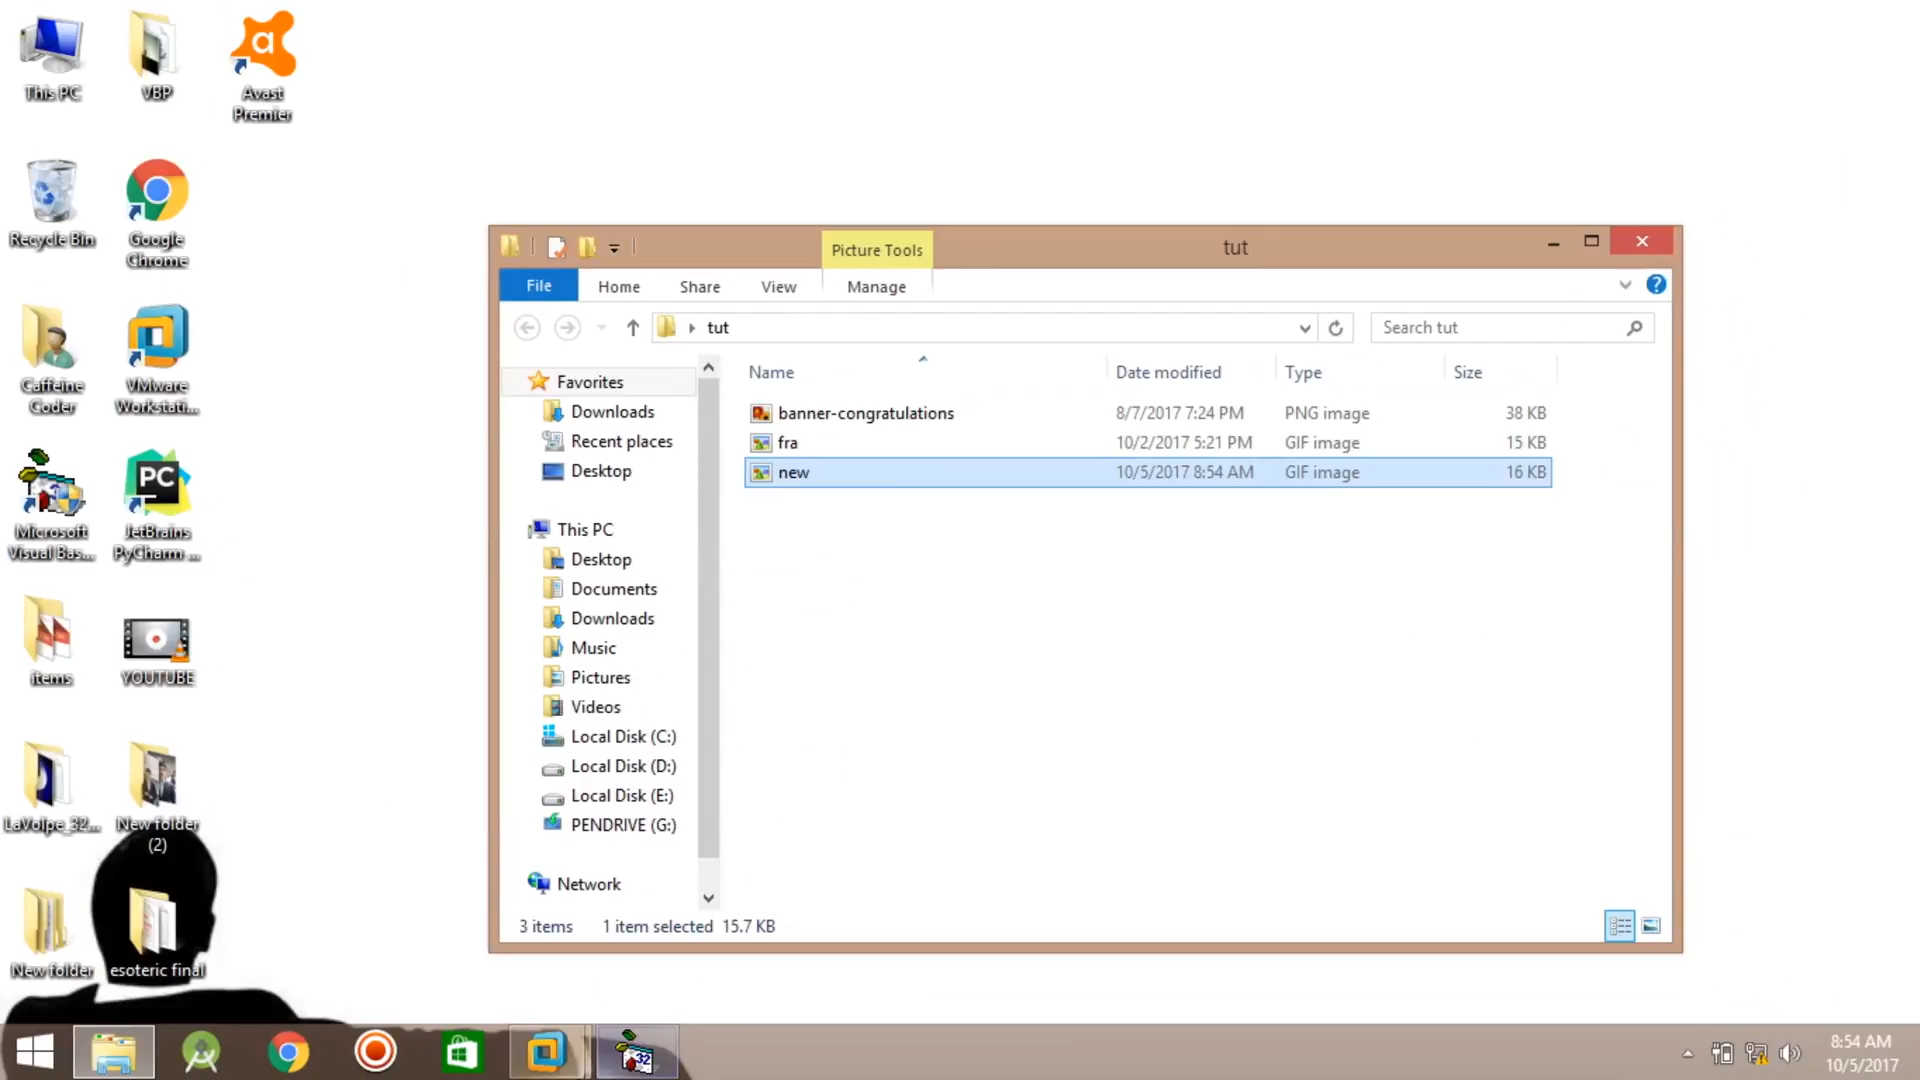 This PC
VBP
Avast
Premier
Recycle Bin
Google
Chrome
Caffeine
Coder
VMware
Workstati...
Microsoft
Visual Bas...
JetBrains
PyCharm ...
PC
items
YOUTUBE
LaVolpe_32...
New folder
(2)
New folder
esoteric final
Picture Tools
tut
File
Home
Share
View
Manage
tut
Search tut
Favorites
Downloads
Recent places
Desktop
This PC
Desktop
Documents
Downloads
Music
Pictures
Videos
Local Disk (C:)
Local Disk (D:)
Local Disk (E:)
PENDRIVE (G:)
Network
Name Date modified Type Size
banner-congratulations 8/7/2017 7:24 PM PNG image 38 KB
fra 10/2/2017 5:21 PM GIF image 15 KB
new 10/5/2017 8:54 AM GIF image 16 KB
3 items 1 item selected 15.7 KB
32
8:54 AM
10/5/2017